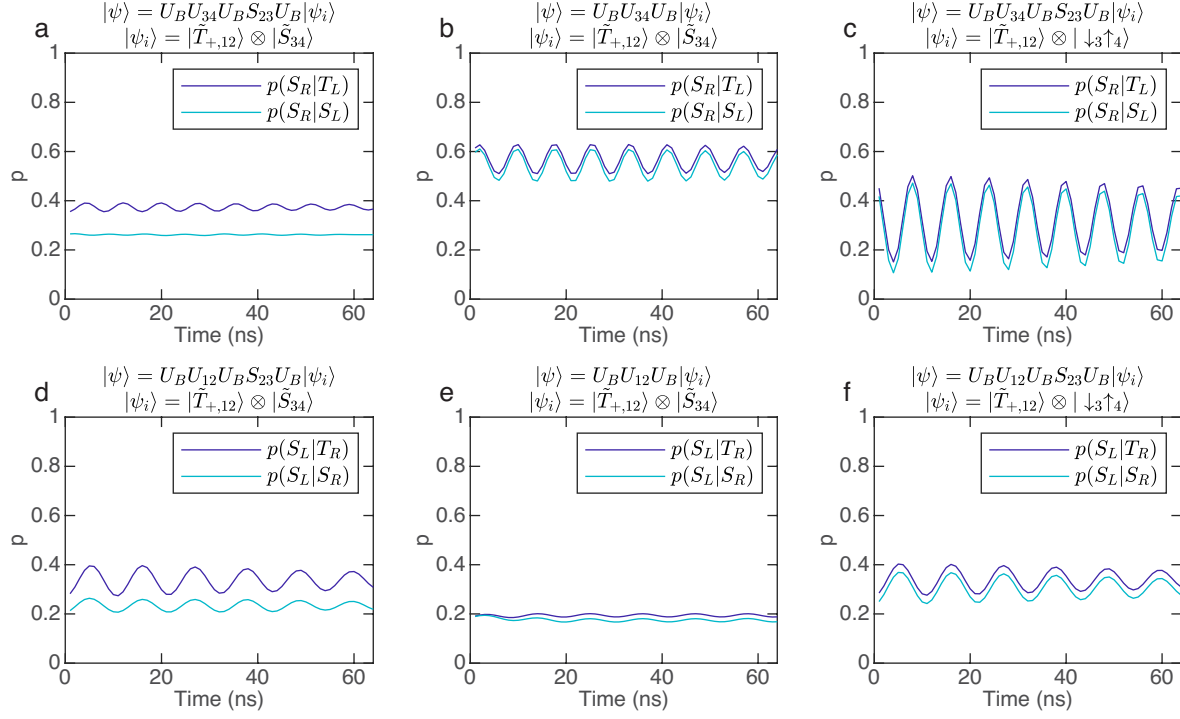 a
|ψ⟩ = U_B U_34 U_B S_23 U_B |ψ_i⟩
|ψ_i⟩ = |T̃_{+,12}⟩ ⊗ |S̃_34⟩
1
0.8
0.6
0.4
0.2
0
p
p(S_R|T_L)
p(S_R|S_L)
0 20 40 60
Time (ns)
b
|ψ⟩ = U_B U_34 U_B |ψ_i⟩
|ψ_i⟩ = |T̃_{+,12}⟩ ⊗ |S̃_34⟩
1
0.8
0.6
0.4
0.2
0
p
p(S_R|T_L)
p(S_R|S_L)
0 20 40 60
Time (ns)
c
|ψ⟩ = U_B U_34 U_B S_23 U_B |ψ_i⟩
|ψ_i⟩ = |T̃_{+,12}⟩ ⊗ | ↓_3↑_4⟩
1
0.8
0.6
0.4
0.2
0
p
p(S_R|T_L)
p(S_R|S_L)
0 20 40 60
Time (ns)
d
|ψ⟩ = U_B U_12 U_B S_23 U_B |ψ_i⟩
|ψ_i⟩ = |T̃_{+,12}⟩ ⊗ |S̃_34⟩
1
0.8
0.6
0.4
0.2
0
p
p(S_L|T_R)
p(S_L|S_R)
0 20 40 60
Time (ns)
e
|ψ⟩ = U_B U_12 U_B |ψ_i⟩
|ψ_i⟩ = |T̃_{+,12}⟩ ⊗ |S̃_34⟩
1
0.8
0.6
0.4
0.2
0
p
p(S_L|T_R)
p(S_L|S_R)
0 20 40 60
Time (ns)
f
|ψ⟩ = U_B U_12 U_B S_23 U_B |ψ_i⟩
|ψ_i⟩ = |T̃_{+,12}⟩ ⊗ | ↓_3↑_4⟩
1
0.8
0.6
0.4
0.2
0
p
p(S_L|T_R)
p(S_L|S_R)
0 20 40 60
Time (ns)